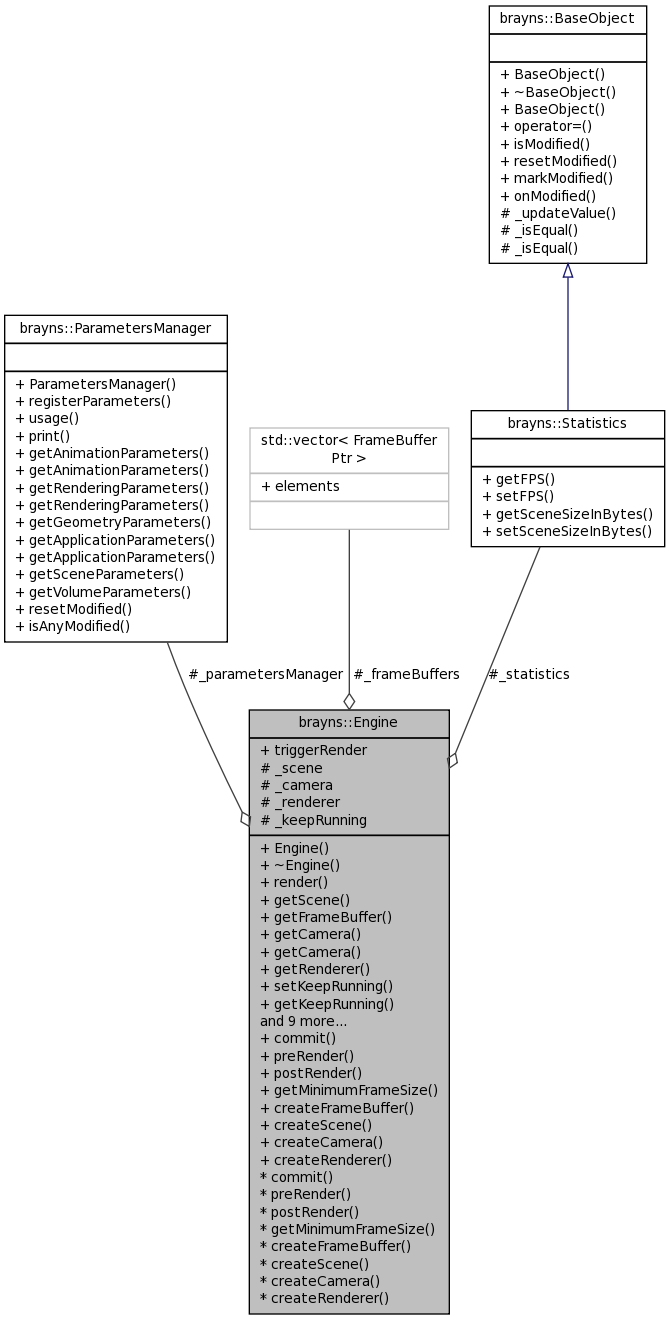 brayns::BaseObject
+ BaseObject()
+ ~BaseObject()
+ BaseObject()
+ operator=()
+ isModified()
+ resetModified()
+ markModified()
+ onModified()
# _updateValue()
# _isEqual()
# _isEqual()
brayns::ParametersManager
+ ParametersManager()
+ registerParameters()
+ usage()
+ print()
+ getAnimationParameters()
+ getAnimationParameters()
+ getRenderingParameters()
+ getRenderingParameters()
+ getGeometryParameters()
+ getApplicationParameters()
+ getApplicationParameters()
+ getSceneParameters()
+ getVolumeParameters()
+ resetModified()
+ isAnyModified()
std::vector< FrameBuffer
Ptr >
+ elements
brayns::Statistics
+ getFPS()
+ setFPS()
+ getSceneSizeInBytes()
+ setSceneSizeInBytes()
#_parametersManager
#_frameBuffers
#_statistics
brayns::Engine
+ triggerRender
# _scene
# _camera
# _renderer
# _keepRunning
+ Engine()
+ ~Engine()
+ render()
+ getScene()
+ getFrameBuffer()
+ getCamera()
+ getCamera()
+ getRenderer()
+ setKeepRunning()
+ getKeepRunning()
and 9 more...
+ commit()
+ preRender()
+ postRender()
+ getMinimumFrameSize()
+ createFrameBuffer()
+ createScene()
+ createCamera()
+ createRenderer()
* commit()
* preRender()
* postRender()
* getMinimumFrameSize()
* createFrameBuffer()
* createScene()
* createCamera()
* createRenderer()